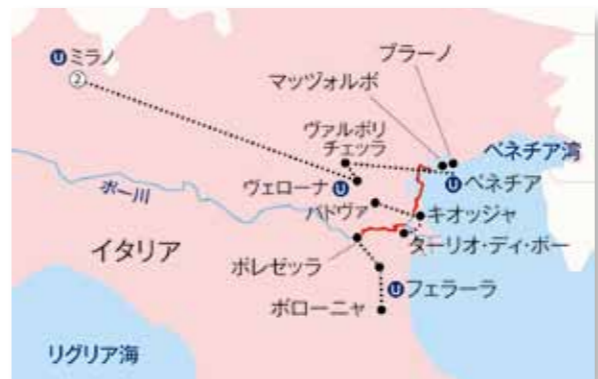 ブラーノ
マッツォルボ
Uミラノ
②
ヴァルポリ
チェッラ
ベネチア湾
ヴェローナU
Uベネチア
ポー川
パドヴァ
キオッジャ
イタリア
ターリオ・ディ・ポー
ポレゼッラ
Uフェラーラ
ボローニャ
リグリア海